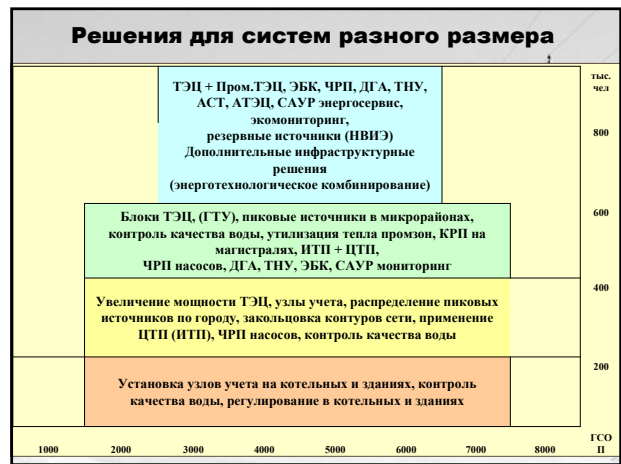 Решения для систем разного размера
тыс.
чел
ТЭЦ + Пром.ТЭЦ, ЭБК, ЧРП, ДГА, ТНУ,
АСТ, АТЭЦ, САУР энергосервис,
экомониторинг,
резервные источники (НВИЭ)
Дополнительные инфраструктурные
решения
(энерготехнологическое комбинирование)
800
600
Блоки ТЭЦ, (ГТУ), пиковые источники в микрорайонах,
контроль качества воды, утилизация тепла промзон, КРП на
магистралях, ИТП + ЦТП,
ЧРП насосов, ДГА, ТНУ, ЭБК, САУР мониторинг
400
Увеличение мощности ТЭЦ, узлы учета, распределение пиковых
источников по городу, закольцовка контуров сети, применение
ЦТП (ИТП), ЧРП насосов, контроль качества воды
200
Установка узлов учета на котельных и зданиях, контроль
качества воды, регулирование в котельных и зданиях
1000 2000 3000 4000 5000 6000 7000 8000
ГСО
П